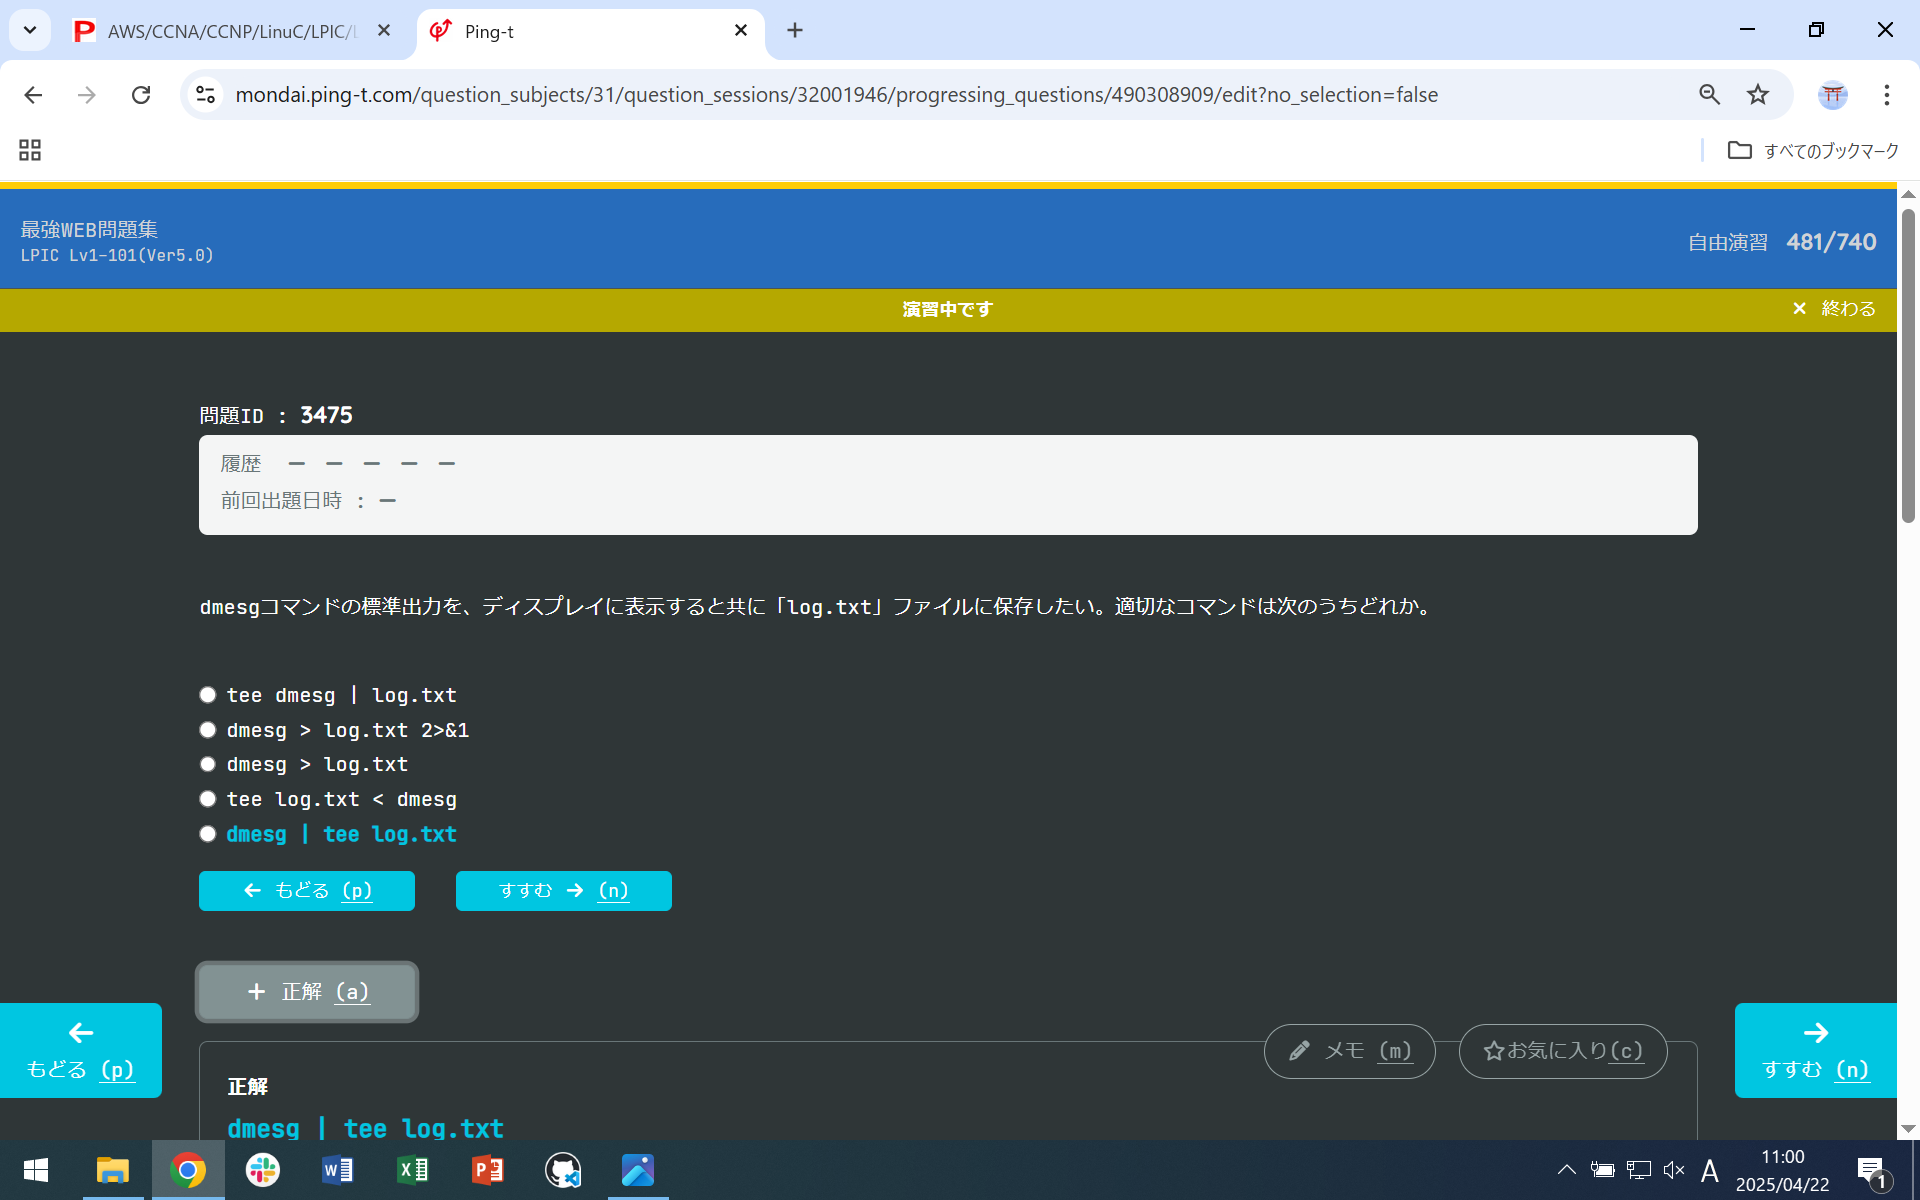 AWS/CCNA/CCNP/LinuC/LPIC/
Ping-t
mondai.ping-t.com/question_subjects/31/question_sessions/32001946/progressing_questions/490308909/edit?no_selection=false
すべてのブックマーク
最強WEB問題集
LPIC Lv1-101(Ver5.0)
自由演習 481/740
演習中です
× 終わる
問題ID : 3475
履歴 ー ー ー ー ー
前回出題日時 : ー
dmesgコマンドの標準出力を、ディスプレイに表示すると共に「log.txt」ファイルに保存したい。適切なコマンドは次のうちどれか。
tee dmesg | log.txt
dmesg > log.txt 2>&1
dmesg > log.txt
tee log.txt < dmesg
dmesg | tee log.txt
← もどる (p)
すすむ → (n)
+ 正解 (a)
← もどる (p)
→ すすむ (n)
メモ (m)
☆お気に入り(c)
正解
dmesg | tee log.txt
A
11:00
2025/04/22
1